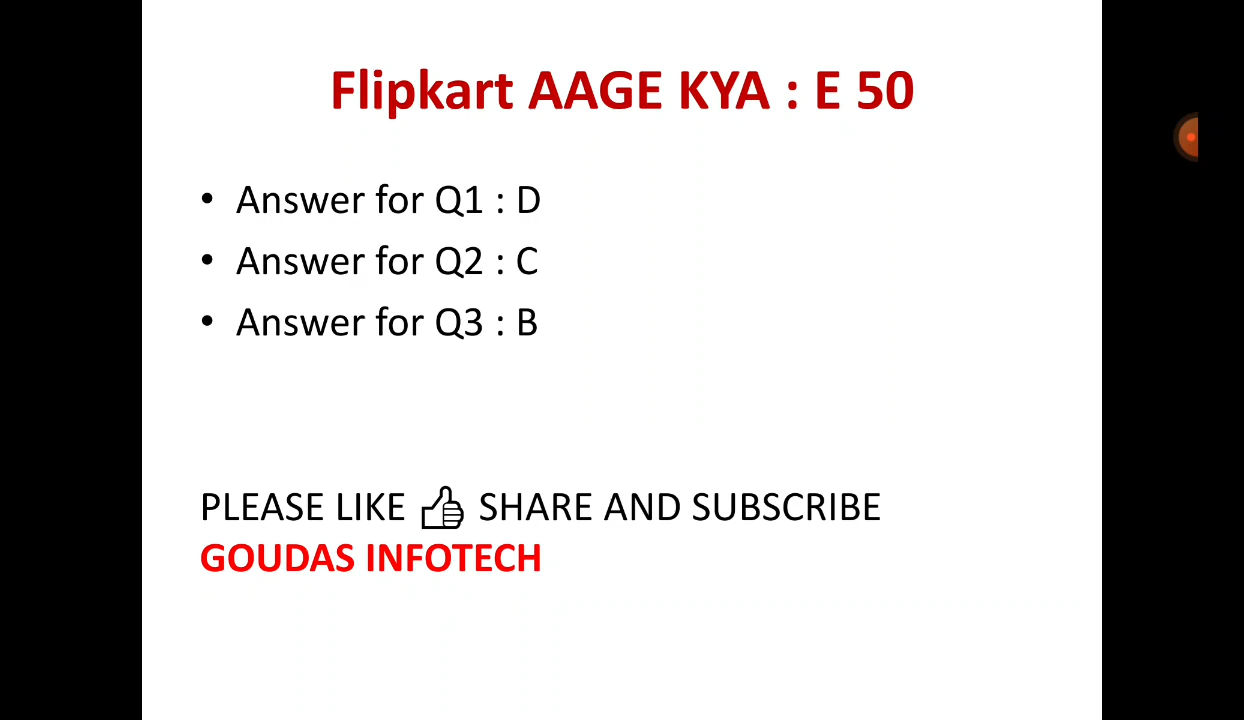 Flipkart AAGE KYA : E 50
• Answer for Q1 : D
• Answer for Q2 : C
• Answer for Q3 : B
PLEASE LIKE SHARE AND SUBSCRIBE
GOUDAS INFOTECH